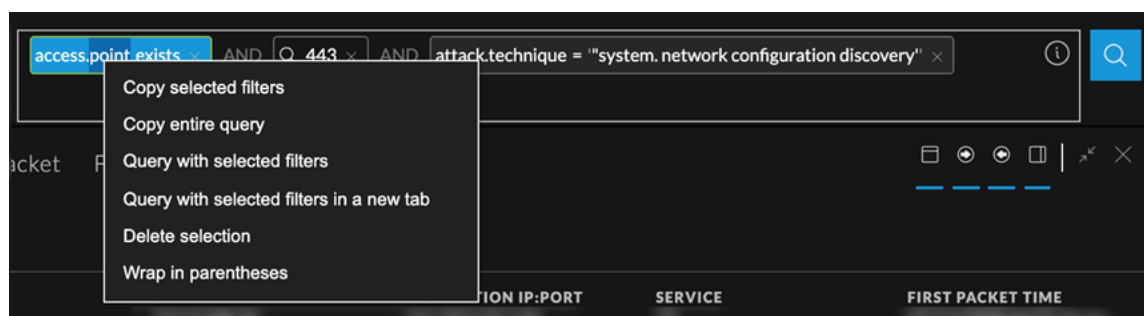 access.point exists × AND 443 × AND attack.technique = '"system. network configuration discovery"' ×
Copy selected filters
Copy entire query
Query with selected filters
Query with selected filters in a new tab
Delete selection
Wrap in parentheses
IP:PORT SERVICE FIRST PACKET TIME